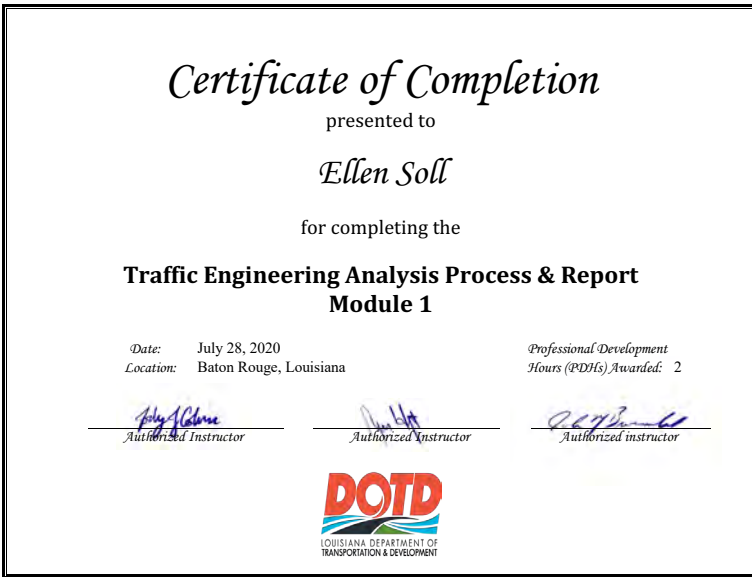 Certificate of Completion
presented to
Ellen Soll
for completing the
Traffic Engineering Analysis Process & Report
Module 1
Date: July 28, 2020
Location: Baton Rouge, Louisiana
Professional Development
Hours (PDHs) Awarded: 2
Authorized Instructor
Authorized Instructor
Authorized instructor
DOTD
LOUISIANA DEPARTMENT OF
TRANSPORTATION & DEVELOPMENT